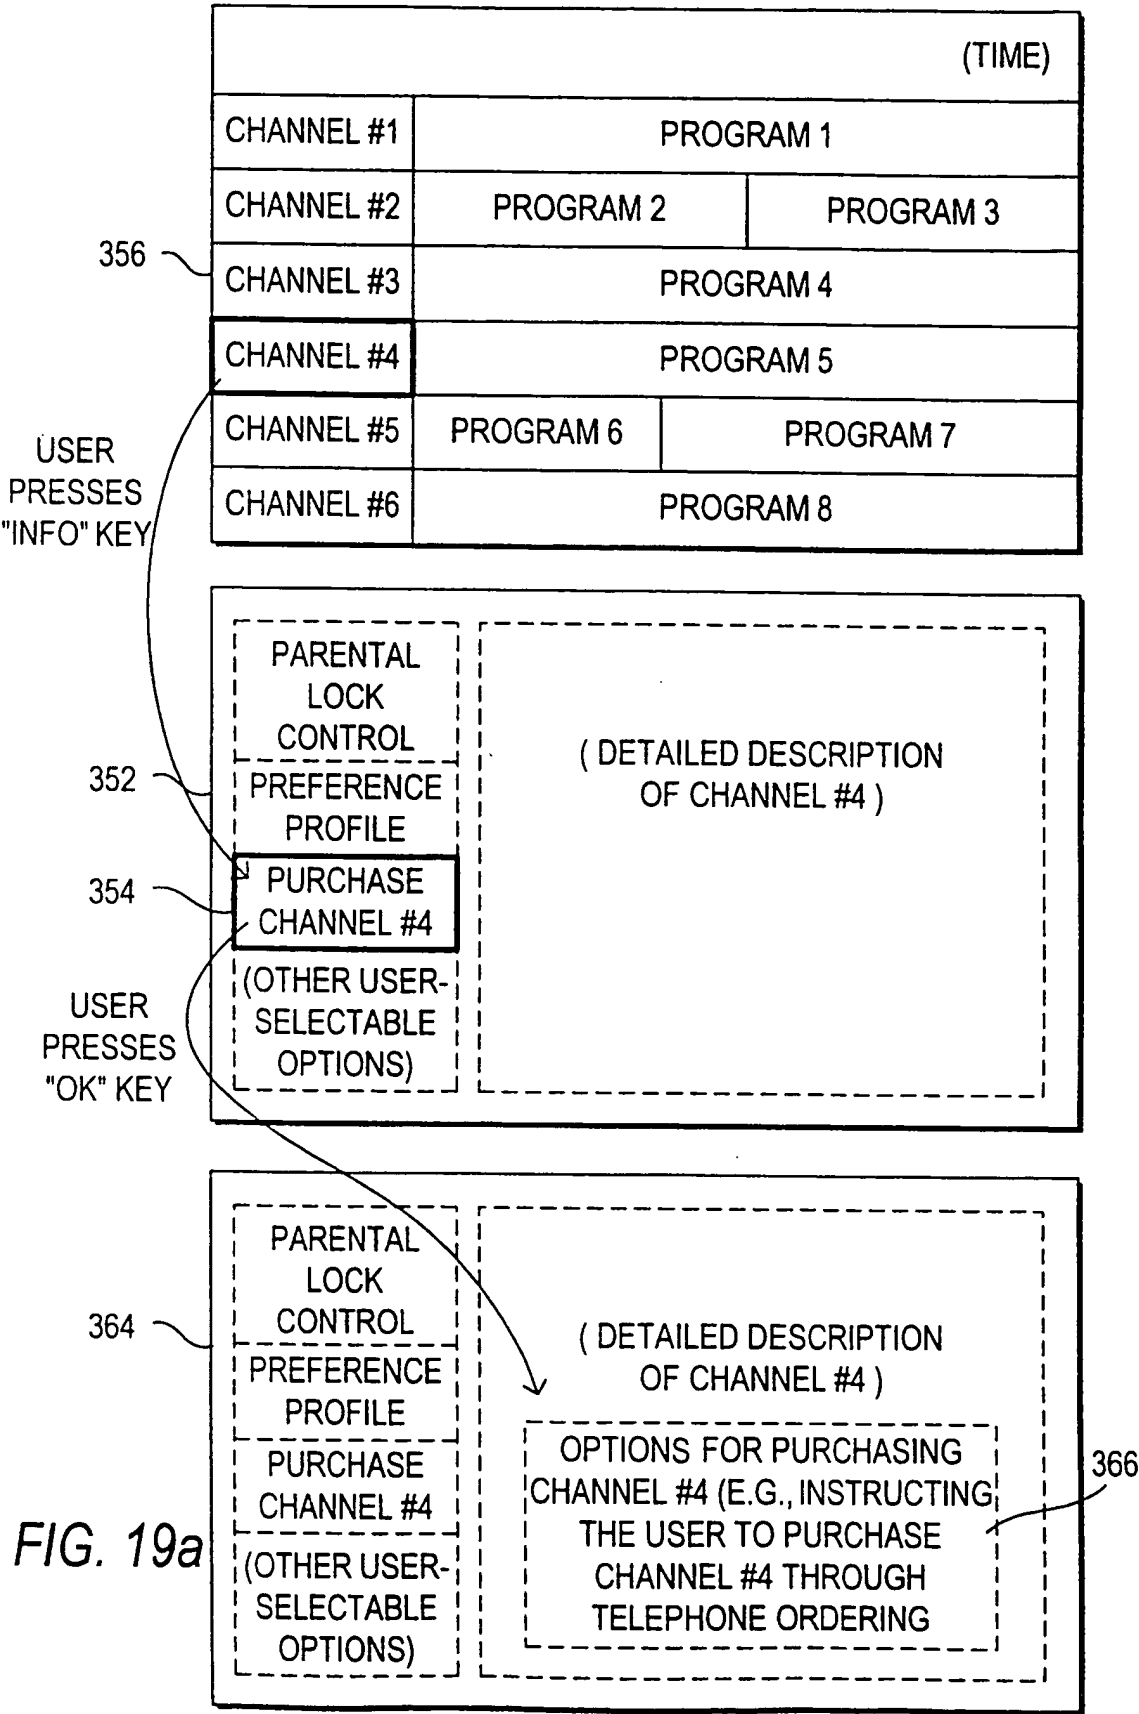 (TIME)
CHANNEL #1 PROGRAM 1
CHANNEL #2 PROGRAM 2 PROGRAM 3
356
CHANNEL #3 PROGRAM 4
CHANNEL #4 PROGRAM 5
CHANNEL #5 PROGRAM 6 PROGRAM 7
CHANNEL #6 PROGRAM 8
USER
PRESSES
"INFO" KEY
PARENTAL
LOCK
CONTROL
352
PREFERENCE
PROFILE
354
PURCHASE
CHANNEL #4
(OTHER USER-
SELECTABLE
OPTIONS)
( DETAILED DESCRIPTION
OF CHANNEL #4 )
USER
PRESSES
"OK" KEY
364
PARENTAL
LOCK
CONTROL
PREFERENCE
PROFILE
PURCHASE
CHANNEL #4
(OTHER USER-
SELECTABLE
OPTIONS)
( DETAILED DESCRIPTION
OF CHANNEL #4 )
OPTIONS FOR PURCHASING
CHANNEL #4 (E.G., INSTRUCTING
THE USER TO PURCHASE
CHANNEL #4 THROUGH
TELEPHONE ORDERING
366
FIG. 19a